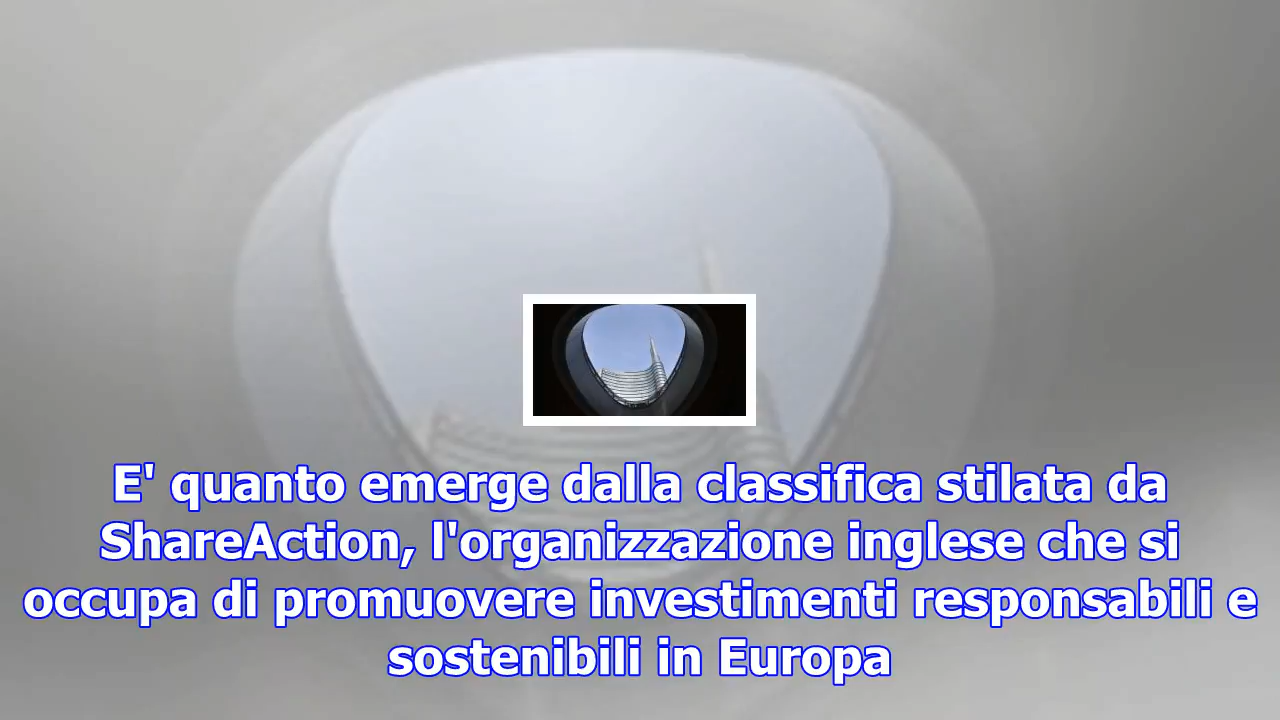 E' quanto emerge dalla classifica stilata da
ShareAction, l'organizzazione inglese che si
occupa di promuovere investimenti responsabili e
sostenibili in Europa